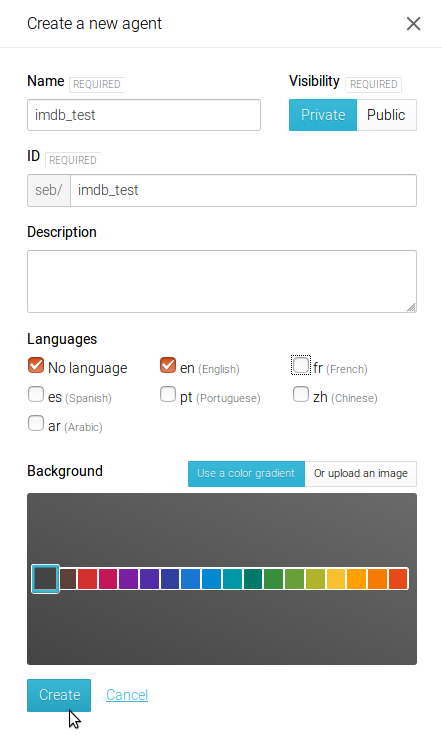 Create a new agent
Name REQUIRED
Visibility REQUIRED
imdb_test
Private Public
ID REQUIRED
seb/ imdb_test
Description
Languages
No language en (English) fr (French)
es (Spanish) pt (Portuguese) zh (Chinese)
ar (Arabic)
Background Use a color gradient Or upload an image
Create Cancel